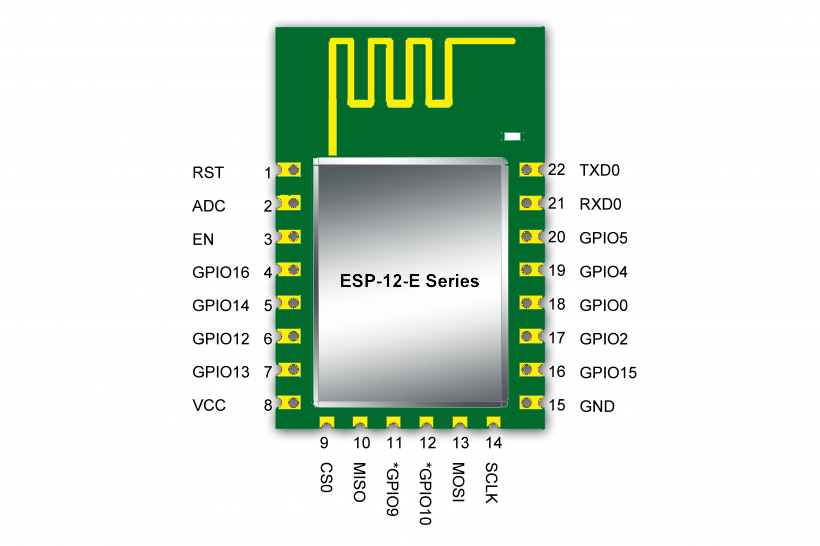 RST 1
ADC 2
EN 3
GPIO16 4
GPIO14 5
GPIO12 6
GPIO13 7
VCC 8
ESP-12-E Series
22 TXD0
21 RXD0
20 GPIO5
19 GPIO4
18 GPIO0
17 GPIO2
16 GPIO15
15 GND
9 10 11 12 13 14
CS0
MISO
*GPIO9
*GPIO10
MOSI
SCLK